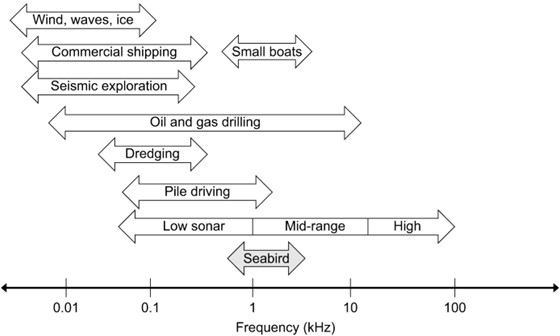 Wind, waves, ice
Commercial shipping
Small boats
Seismic exploration
Oil and gas drilling
Dredging
Pile driving
Low sonar Mid-range High
Seabird
0.01 0.1 1 10 100
Frequency (kHz)